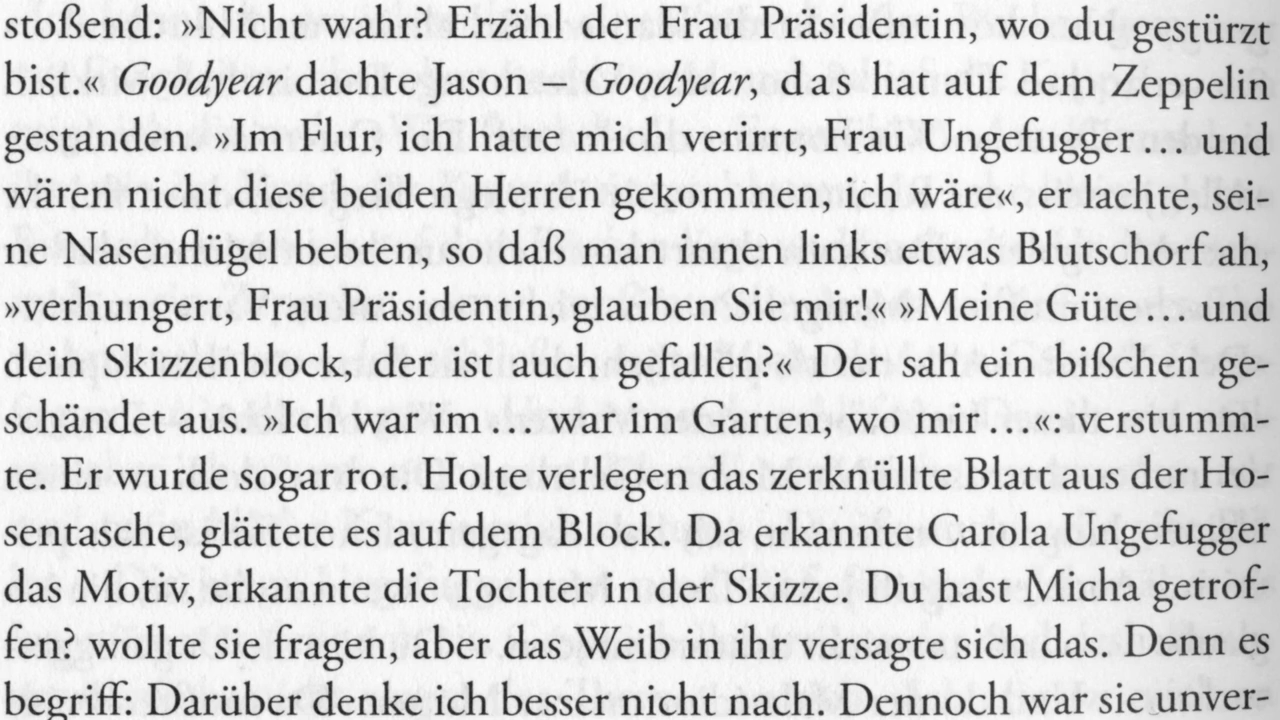 stoßend: »Nicht wahr? Erzähl der Frau Präsidentin, wo du gestürzt
bist.« Goodyear dachte Jason — Goodyear, das hat auf dem Zeppelin
gestanden. »Im Flur, ich hatte mich verirrt, Frau Ungefugger … und
wären nicht diese beiden Herren gekommen, ich wäre«, er lachte, sei-
ne Nasenflügel bebten, so daß man innen links etwas Blutschorf ah,
»verhungert, Frau Präsidentin, glauben Sie mir!« »Meine Güte … und
dein Skizzenblock, der ist auch gefallen?« Der sah ein bißchen ge-
schändet aus. »Ich war im … war im Garten, wo mir …«: verstumm-
te. Er wurde sogar rot. Holte verlegen das zerknüllte Blatt aus der Ho-
sentasche, glättete es auf dem Block. Da erkannte Carola Ungefugger
das Motiv, erkannte die Tochter in der Skizze. Du hast Micha getrof-
fen? wollte sie fragen, aber das Weib in ihr versagte sich das. Denn es
begriff: Darüber denke ich besser nicht nach. Dennoch war sie unver-